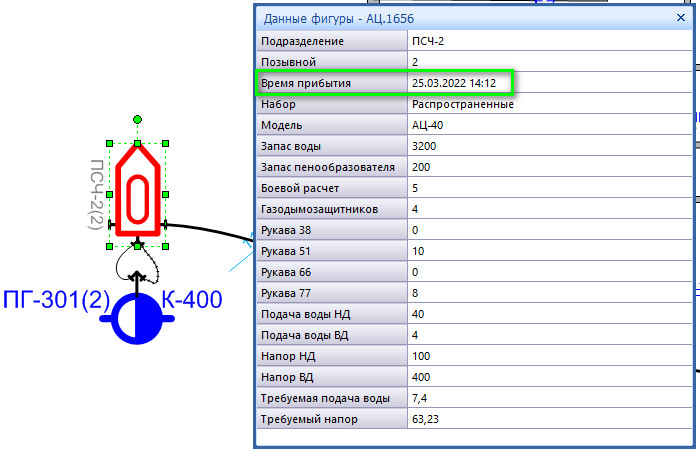 Данные фигуры - АЦ.1656
Подразделение ПСЧ-2
Позывной 2
Время прибытия 25.03.2022 14:12
Набор Распространенные
Модель АЦ-40
Запас воды 3200
Запас пенообразователя 200
Боевой расчет 5
Газодымозащитников 4
Рукава 38 0
Рукава 51 10
Рукава 66 0
Рукава 77 8
Подача воды НД 40
Подача воды ВД 4
Напор НД 100
Напор ВД 400
Требуемая подача воды 7,4
Требуемый напор 63,23
ПСЧ-2(2)
ПГ-301(2) К-400